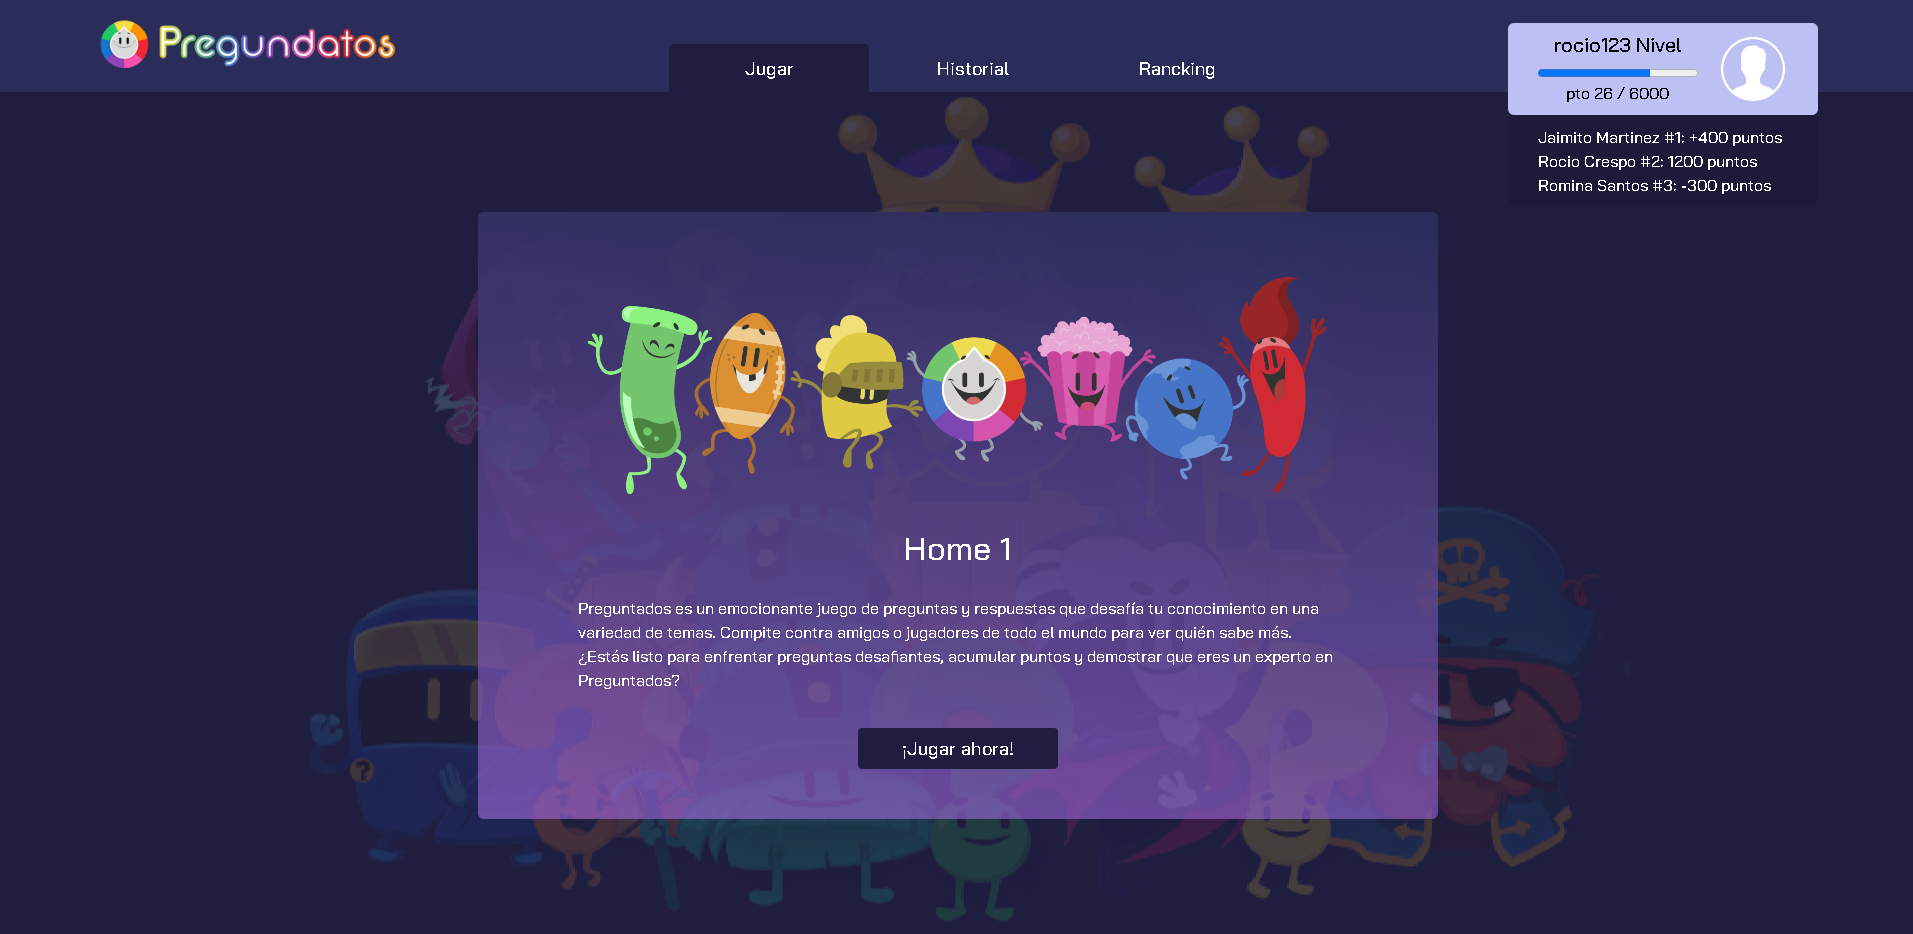 Pregundatos
Jugar
Historial
Rancking
rocio123 Nivel
pto 26 / 6000
Jaimito Martinez #1: +400 puntos
Rocio Crespo #2: 1200 puntos
Romina Santos #3: -300 puntos
Home 1
Preguntados es un emocionante juego de preguntas y respuestas que desafía tu conocimiento en una
variedad de temas. Compite contra amigos o jugadores de todo el mundo para ver quién sabe más.
¿Estás listo para enfrentar preguntas desafiantes, acumular puntos y demostrar que eres un experto en
Preguntados?
¡Jugar ahora!
?